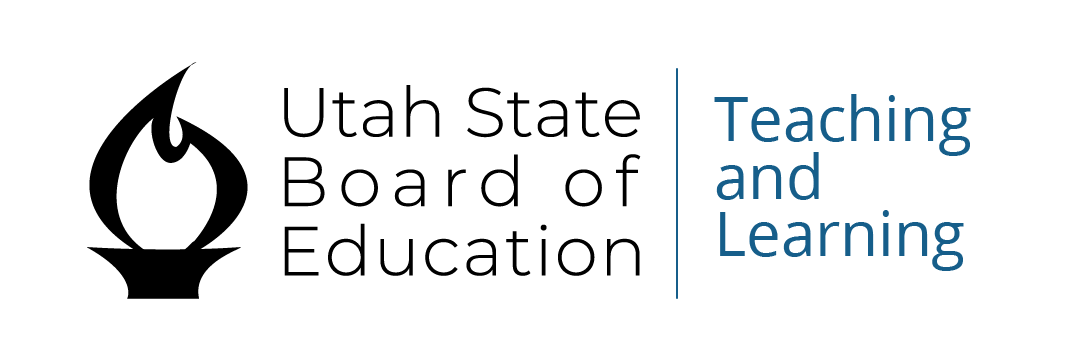 Utah State
Board of
Education
Teaching
and
Learning